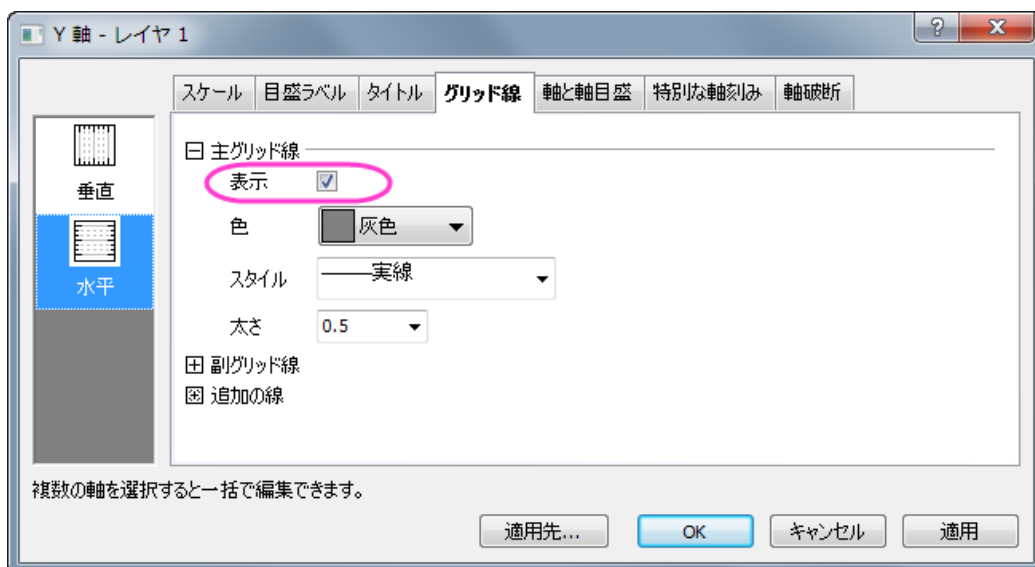 Y 軸 - レイヤ 1
スケール 目盛ラベル タイトル グリッド線 軸と軸目盛 特別な軸刻み 軸破断
垂直
水平
主グリッド線
表示
色 灰色
スタイル 実線
太さ 0.5
副グリッド線
追加の線
複数の軸を選択すると一括で編集できます。
適用先... OK キャンセル 適用